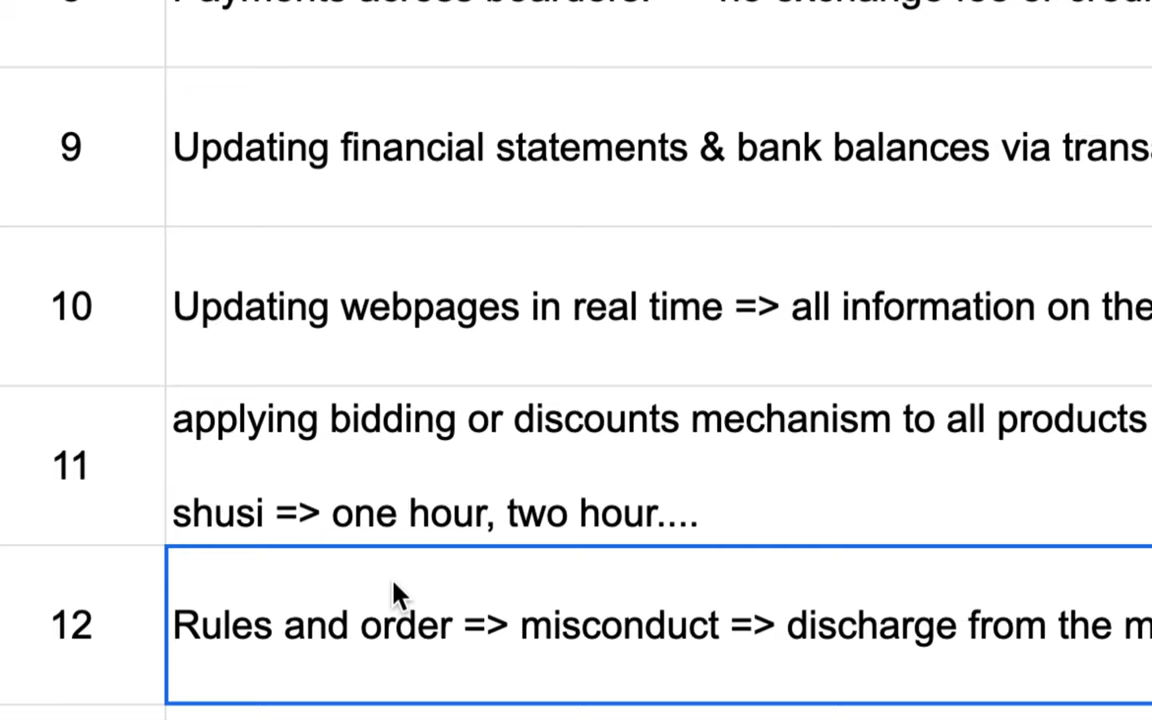 9 Updating financial statements & bank balances via
10 Updating webpages in real time => all information on the
applying bidding or discounts mechanism to all products
11
shusi => one hour, two hour....
12 Rules and order => misconduct => discharge from the